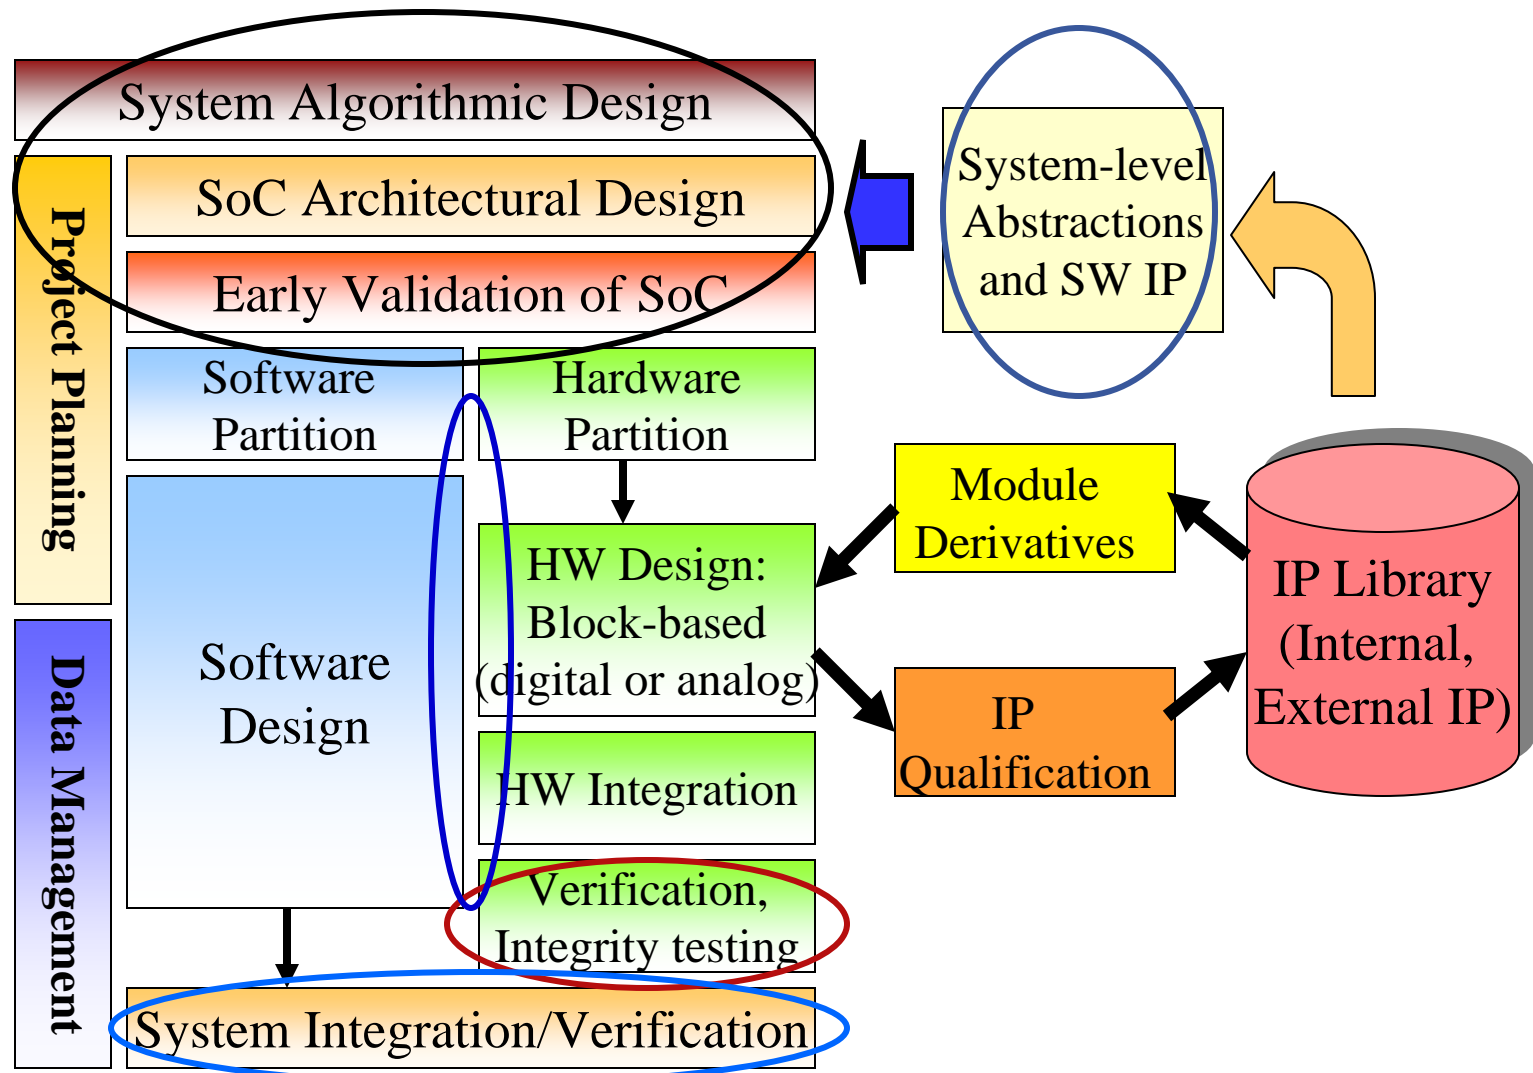 System Algorithmic Design
SoC Architectural Design
Early Validation of SoC
Project Planning
Data Management
Software
Partition
Hardware
Partition
Software
Design
HW Design:
Block-based
(digital or analog)
HW Integration
Verification,
Integrity testing
System Integration/Verification
System-level
Abstractions
and SW IP
Module
Derivatives
IP
Qualification
IP Library
(Internal,
External IP)